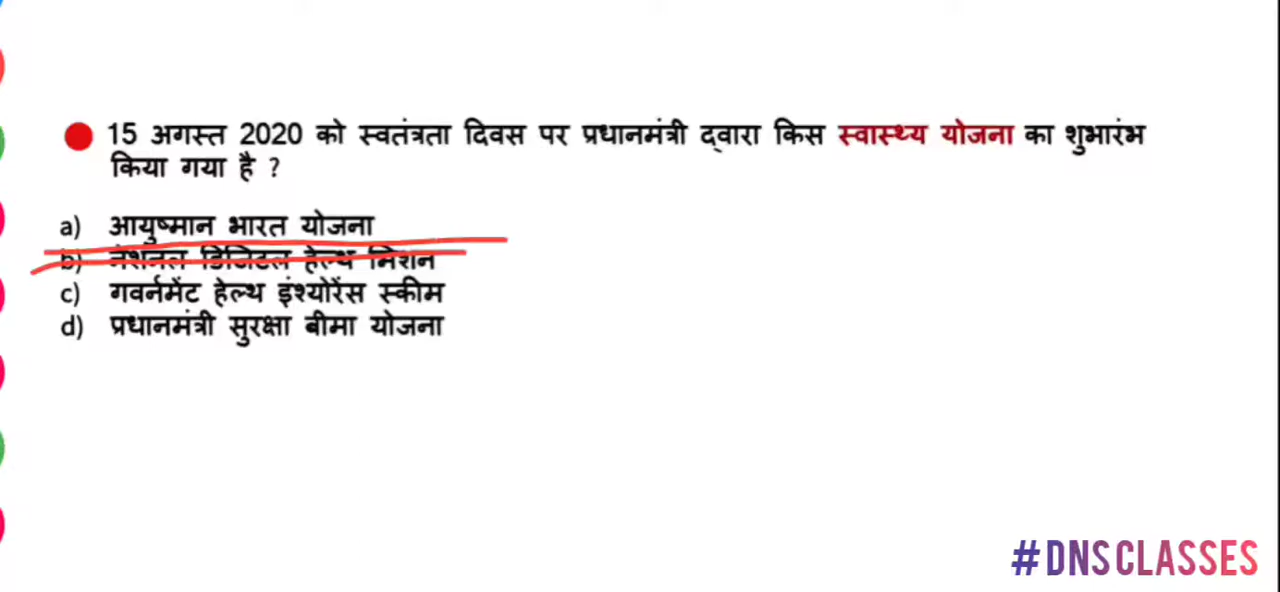 15 अगस्त 2020 को स्वतंत्रता दिवस पर प्रधानमंत्री द्वारा किस स्वास्थ्य योजना का शुभारंभ
किया गया है ?
a) आयुष्मान भारत योजना
b) नेशनल डिजिटल हेल्थ मिशन
c) गवर्नमेंट हेल्थ इंश्योरेंस स्कीम
d) प्रधानमंत्री सुरक्षा बीमा योजना
#DNSCLASSES